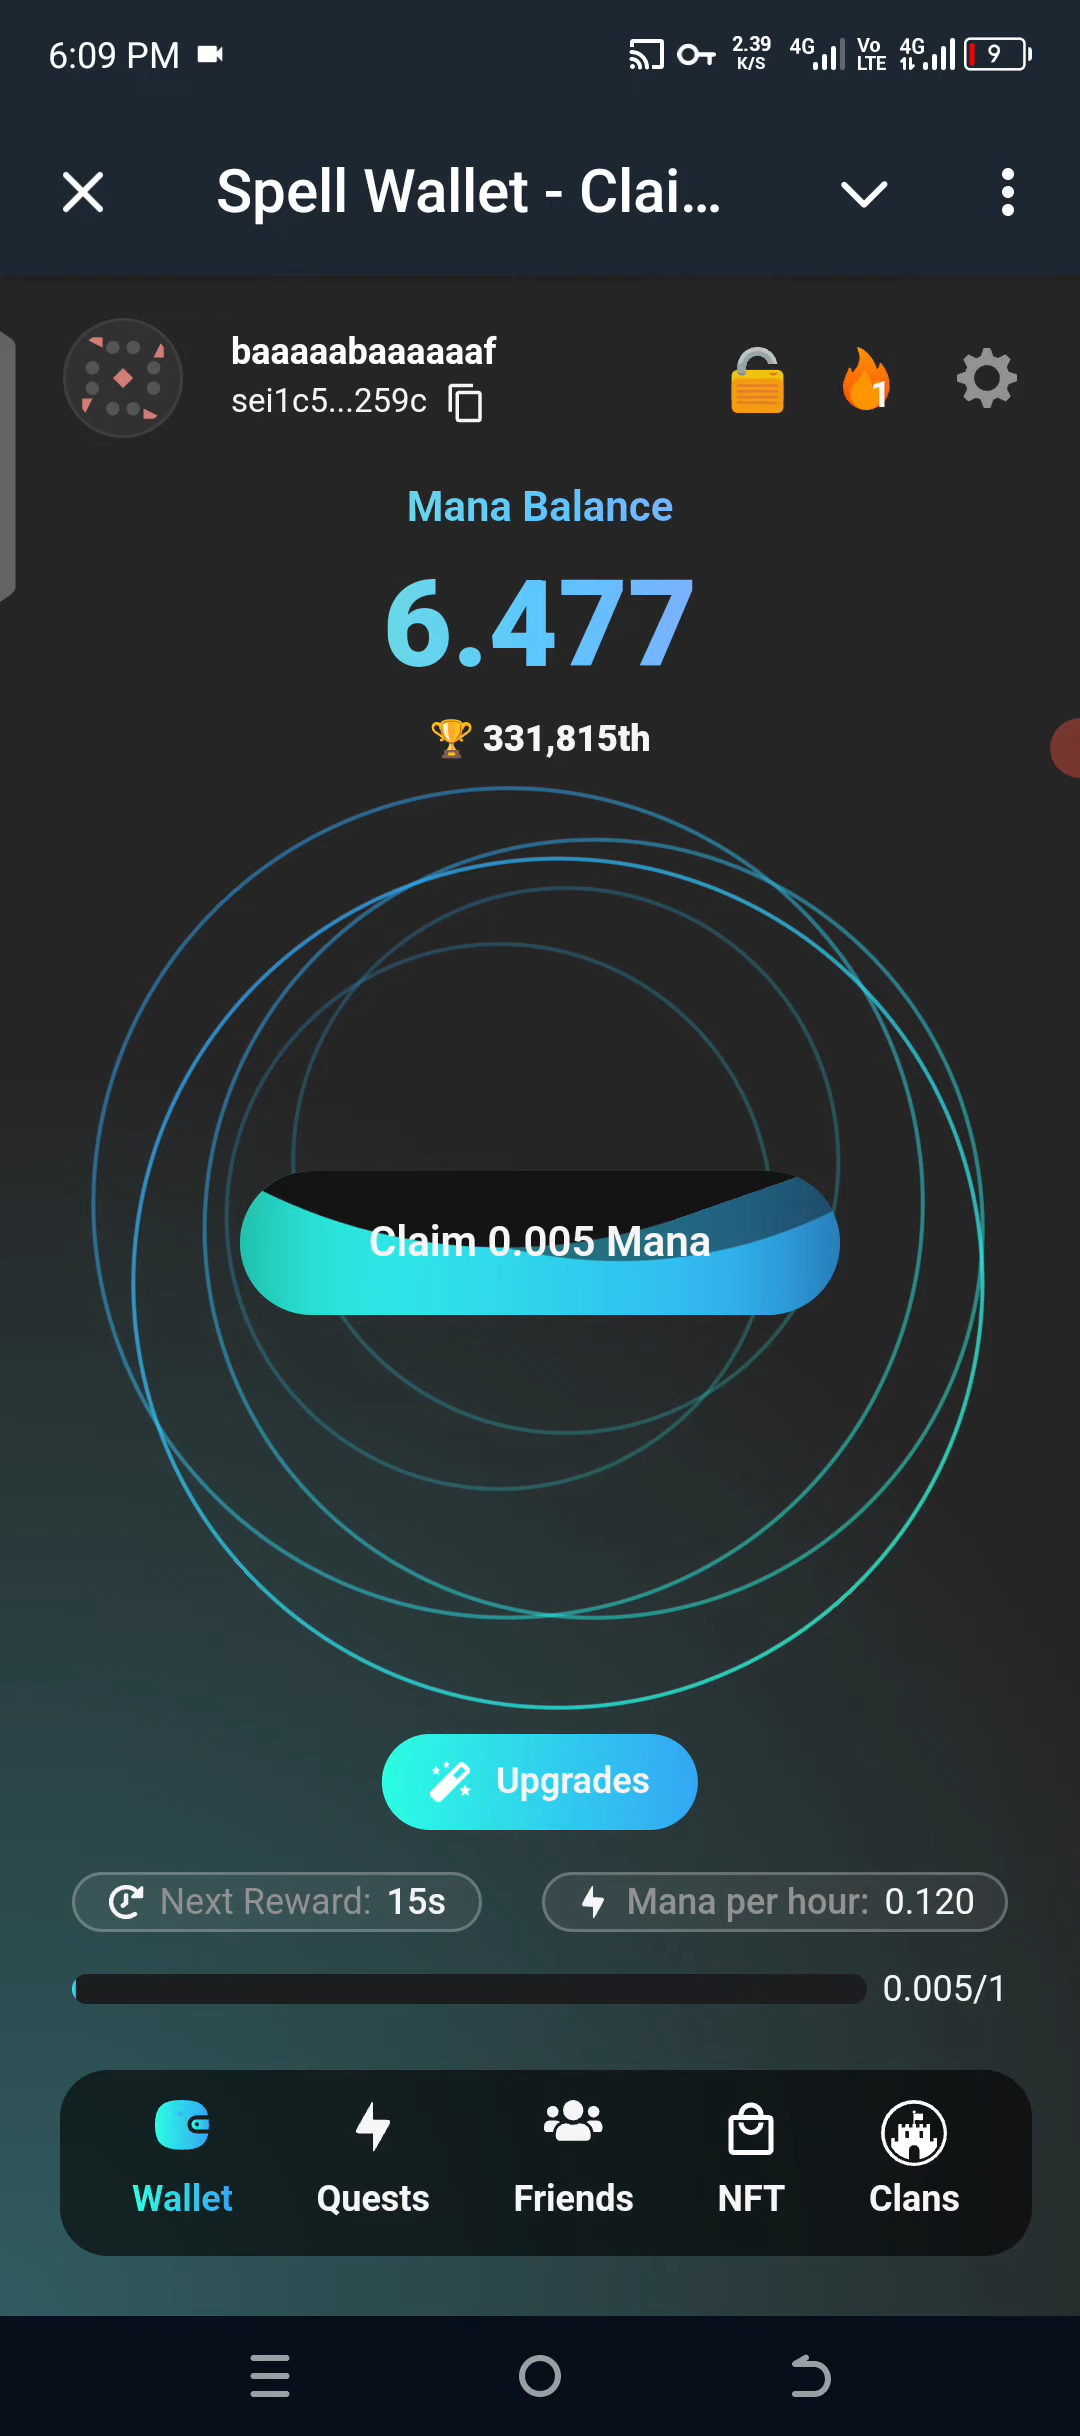 6:09 PM
2.39 K/S 4G Vo LTE 4G 9
Spell Wallet - Clai...
baaaaabaaaaaaf
sei1c5...259c
1
Mana Balance
6.477
331,815th
Claim 0.005 Mana
Upgrades
Next Reward: 15s
Mana per hour: 0.120
0.005/1
Wallet Quests Friends NFT Clans